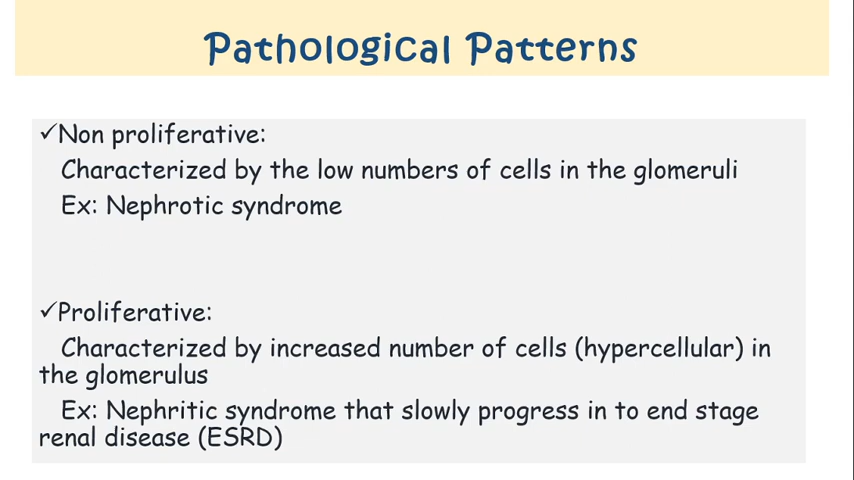 Pathological Patterns
✓Non proliferative:
Characterized by the low numbers of cells in the glomeruli
Ex: Nephrotic syndrome
✓Proliferative:
Characterized by increased number of cells (hypercellular) in
the glomerulus
Ex: Nephritic syndrome that slowly progress in to end stage
renal disease (ESRD)